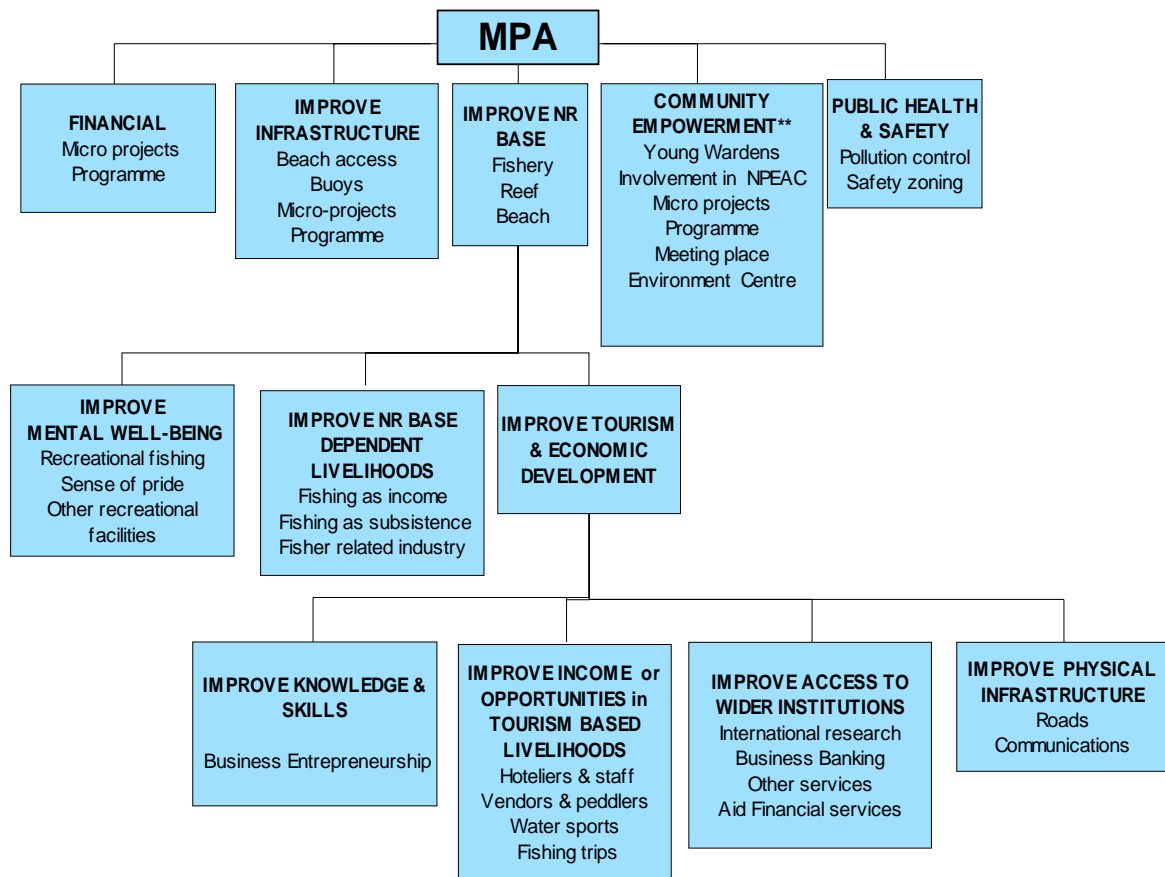 MPA
FINANCIAL
Micro projects
Programme
IMPROVE
INFRASTRUCTURE
Beach access
Buoys
Micro-projects
Programme
IMPROVE NR
BASE
Fishery
Reef
Beach
COMMUNITY
EMPOWERMENT**
Young Wardens
Involvement in NPEAC
Micro projects
Programme
Meeting place
Environment Centre
PUBLIC HEALTH
& SAFETY
Pollution control
Safety zoning
IMPROVE
MENTAL WELL-BEING
Recreational fishing
Sense of pride
Other recreational
facilities
IMPROVE NR BASE
DEPENDENT
LIVELIHOODS
Fishing as income
Fishing as subsistence
Fisher related industry
IMPROVE TOURISM
& ECONOMIC
DEVELOPMENT
IMPROVE KNOWLEDGE &
SKILLS
Business Entrepreneurship
IMPROVE INCOME or
OPPORTUNITIES in
TOURISM BASED
LIVELIHOODS
Hoteliers & staff
Vendors & peddlers
Water sports
Fishing trips
IMPROVE ACCESS TO
WIDER INSTITUTIONS
International research
Business Banking
Other services
Aid Financial services
IMPROVE PHYSICAL
INFRASTRUCTURE
Roads
Communications